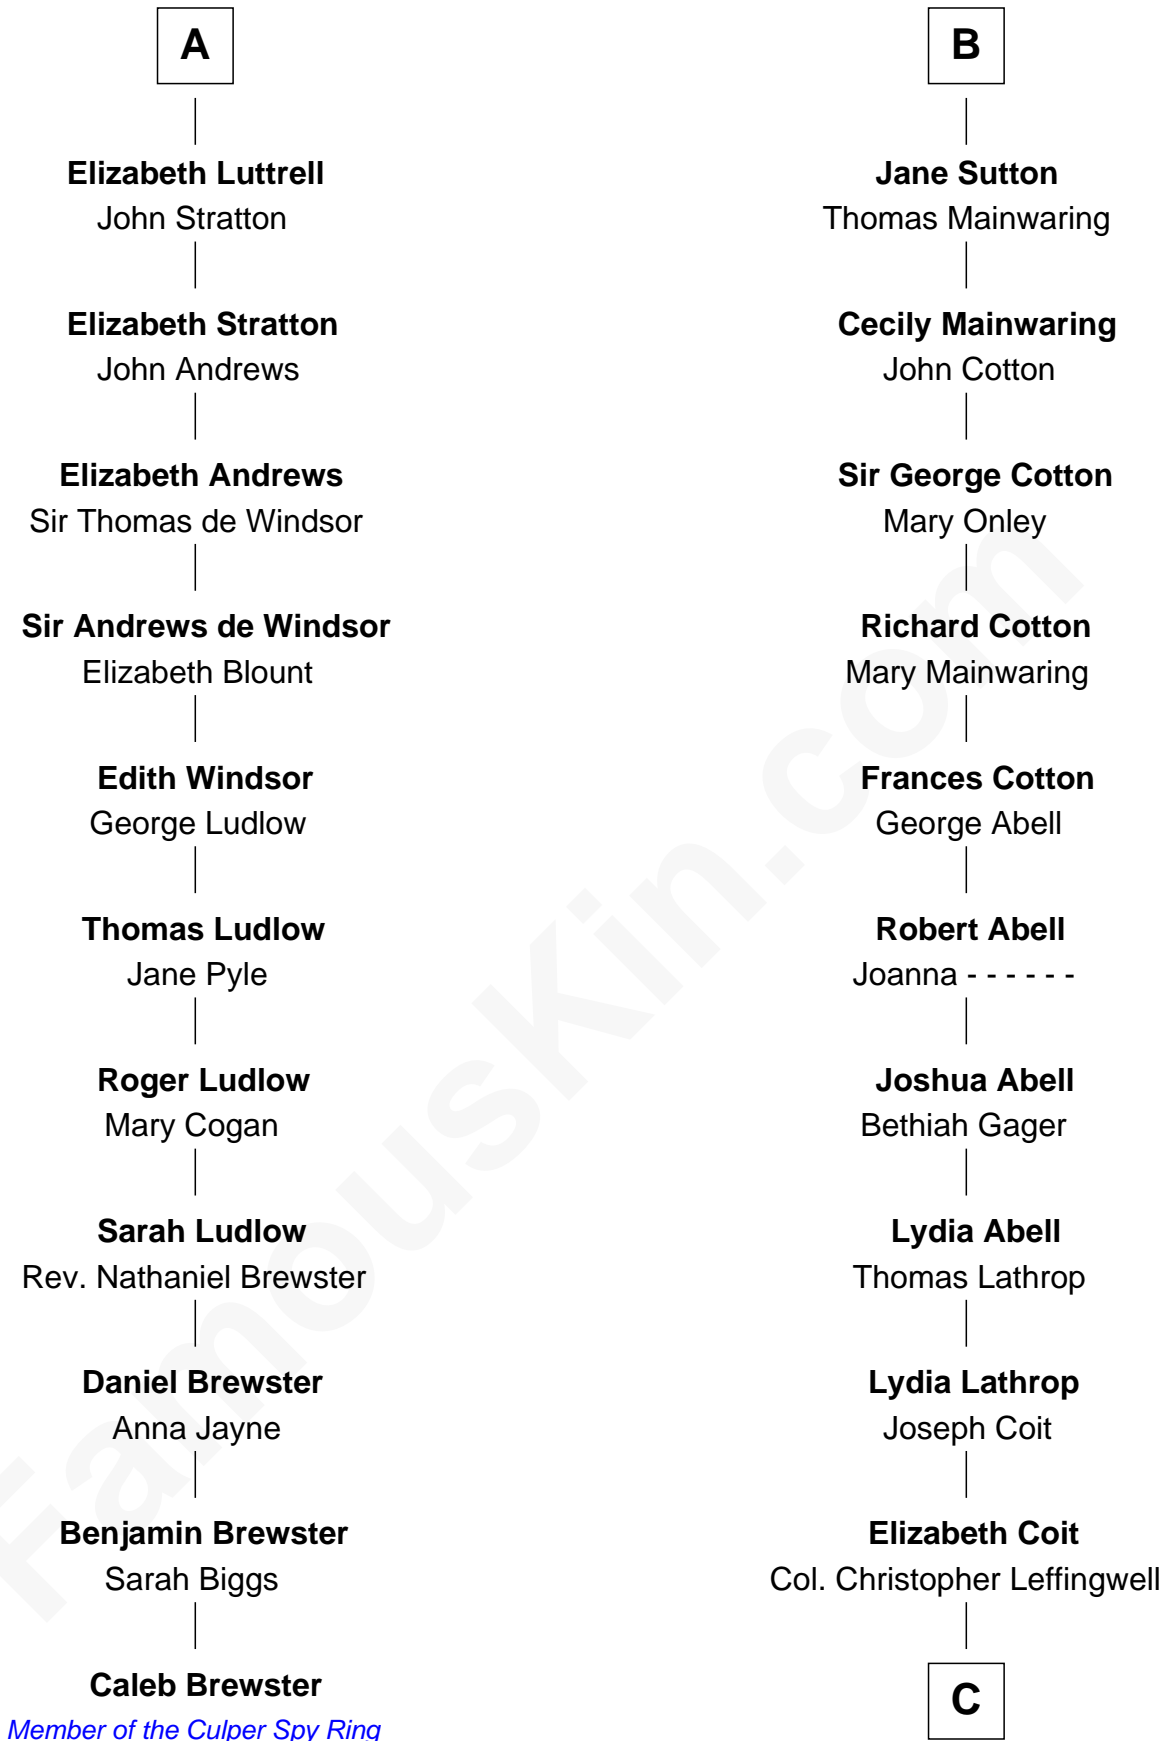 A
Elizabeth Luttrell
John Stratton
Elizabeth Stratton
John Andrews
Elizabeth Andrews
Sir Thomas de Windsor
Sir Andrews de Windsor
Elizabeth Blount
Edith Windsor
George Ludlow
Thomas Ludlow
Jane Pyle
Roger Ludlow
Mary Cogan
Sarah Ludlow
Rev. Nathaniel Brewster
Daniel Brewster
Anna Jayne
Benjamin Brewster
Sarah Biggs
Caleb Brewster
Member of the Culper Spy Ring
B
Jane Sutton
Thomas Mainwaring
Cecily Mainwaring
John Cotton
Sir George Cotton
Mary Onley
Richard Cotton
Mary Mainwaring
Frances Cotton
George Abell
Robert Abell
Joanna - - - - - -
Joshua Abell
Bethiah Gager
Lydia Abell
Thomas Lathrop
Lydia Lathrop
Joseph Coit
Elizabeth Coit
Col. Christopher Leffingwell
C
FamousKin.com